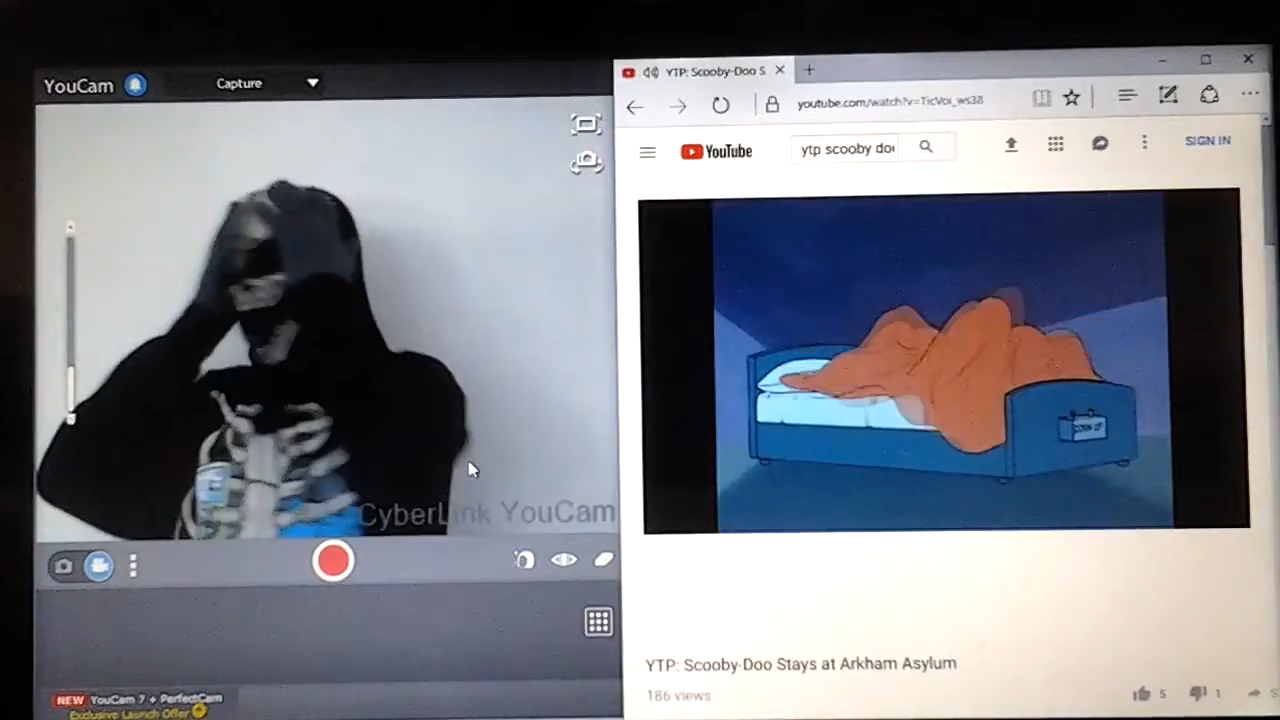 YouCam
Capture
CyberLink YouCam
NEW YouCam 7 + PerfectCam
Exclusive Launch Offer
YTP: Scooby-Doo S
youtube.com/watch?v=TicVoi_ws38
YouTube
ytp scooby doo
SIGN IN
YTP: Scooby-Doo Stays at Arkham Asylum
186 views
5
1